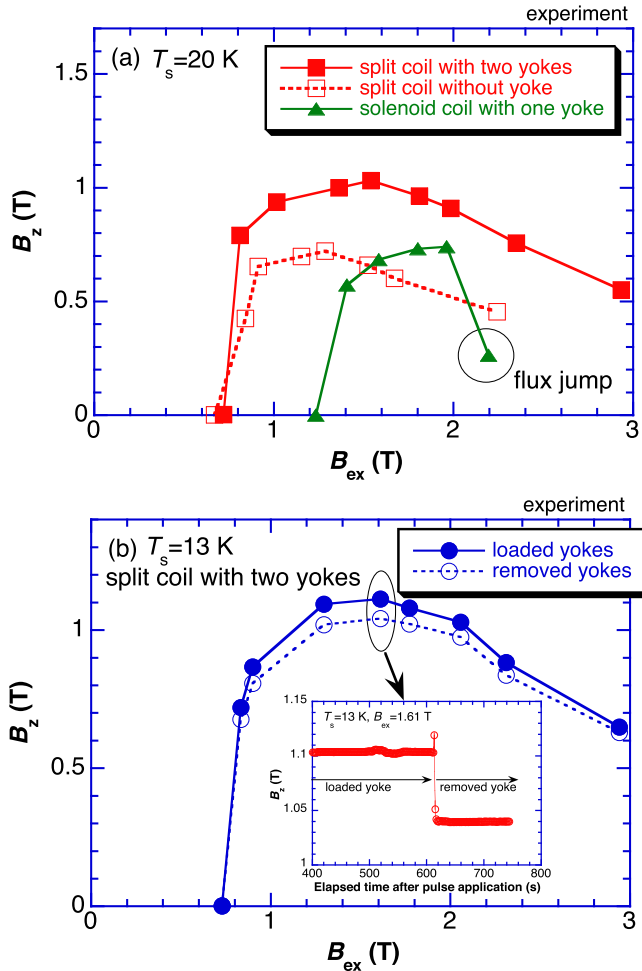 experiment
(a) Ts=20 K
split coil with two yokes
split coil without yoke
solenoid coil with one yoke
1.5
1
0.5
0
Bz (T)
flux jump
0 1 2 3
Bex (T)
experiment
(b) Ts=13 K
split coil with two yokes
loaded yokes
removed yokes
1
0.5
0
Bz (T)
1.15
1.1
1.05
1
Bz (T)
Ts=13 K, Bex=1.61 T
loaded yoke
removed yoke
400 500 600 700 800
Elapsed time after pulse application (s)
0 1 2 3
Bex (T)